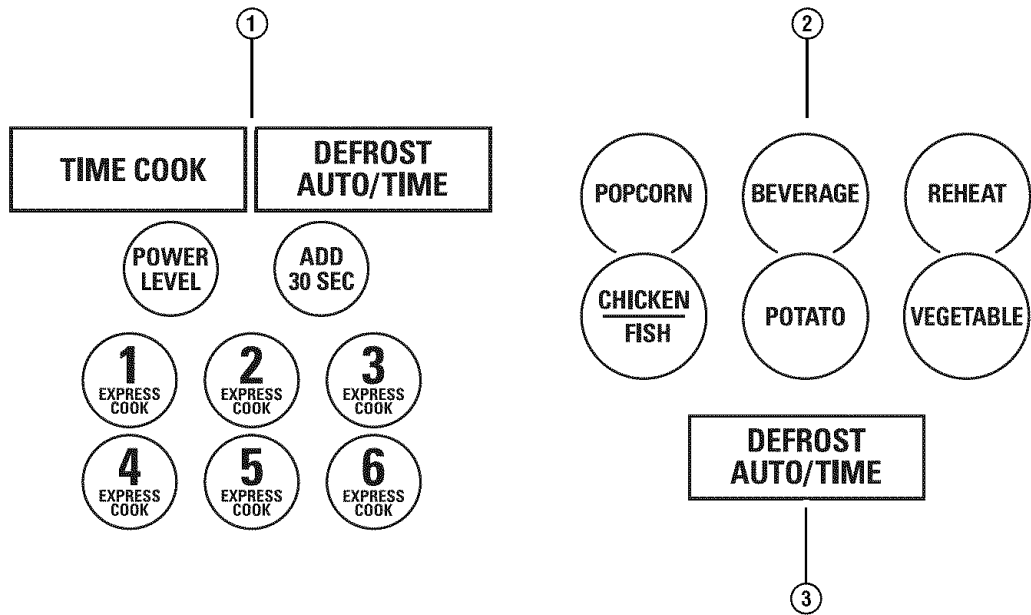 1
TIME COOK
DEFROST
AUTO/TIME
POWER
LEVEL
ADD
30 SEC
1
EXPRESS
COOK
2
EXPRESS
COOK
3
EXPRESS
COOK
4
EXPRESS
COOK
5
EXPRESS
COOK
6
EXPRESS
COOK
2
POPCORN
BEVERAGE
REHEAT
CHICKEN
FISH
POTATO
VEGETABLE
DEFROST
AUTO/TIME
3